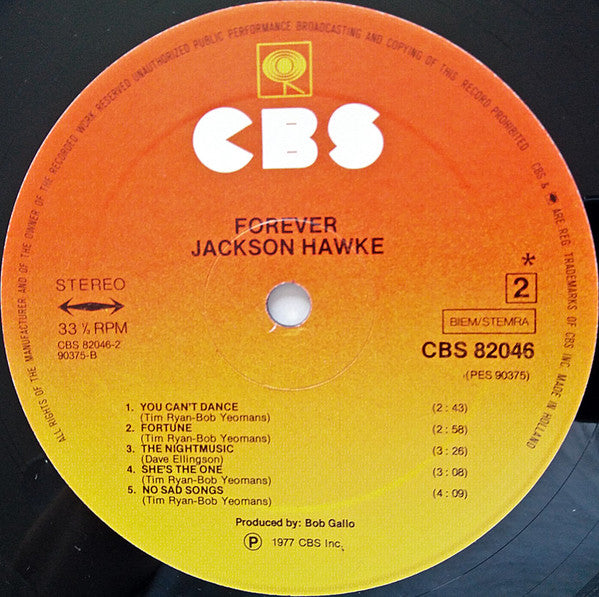 ALL RIGHTS OF THE MANUFACTURER AND OF THE OWNER OF THE RECORDED WORK RESERVED UNAUTHORIZED PUBLIC PERFORMANCE BROADCASTING AND COPYING OF THIS RECORD PROHIBITED CBS & ARE REG. TRADEMARKS OF CBS INC. MADE IN HOLLAND
CBS
FOREVER
JACKSON HAWKE
STEREO
33 ⅓ RPM
CBS 82046-2
90375-B
*
2
BIEM/STEMRA
CBS 82046
(PES 90375)
1. YOU CAN'T DANCE (2 : 43)
(Tim Ryan-Bob Yeomans)
2. FORTUNE (2 : 58)
(Tim Ryan-Bob Yeomans)
3. THE NIGHTMUSIC (3 : 26)
(Dave Ellingson)
4. SHE'S THE ONE (3 : 08)
(Tim Ryan-Bob Yeomans)
5. NO SAD SONGS (4 : 09)
(Tim Ryan-Bob Yeomans)
Produced by: Bob Gallo
Ⓟ 1977 CBS Inc.